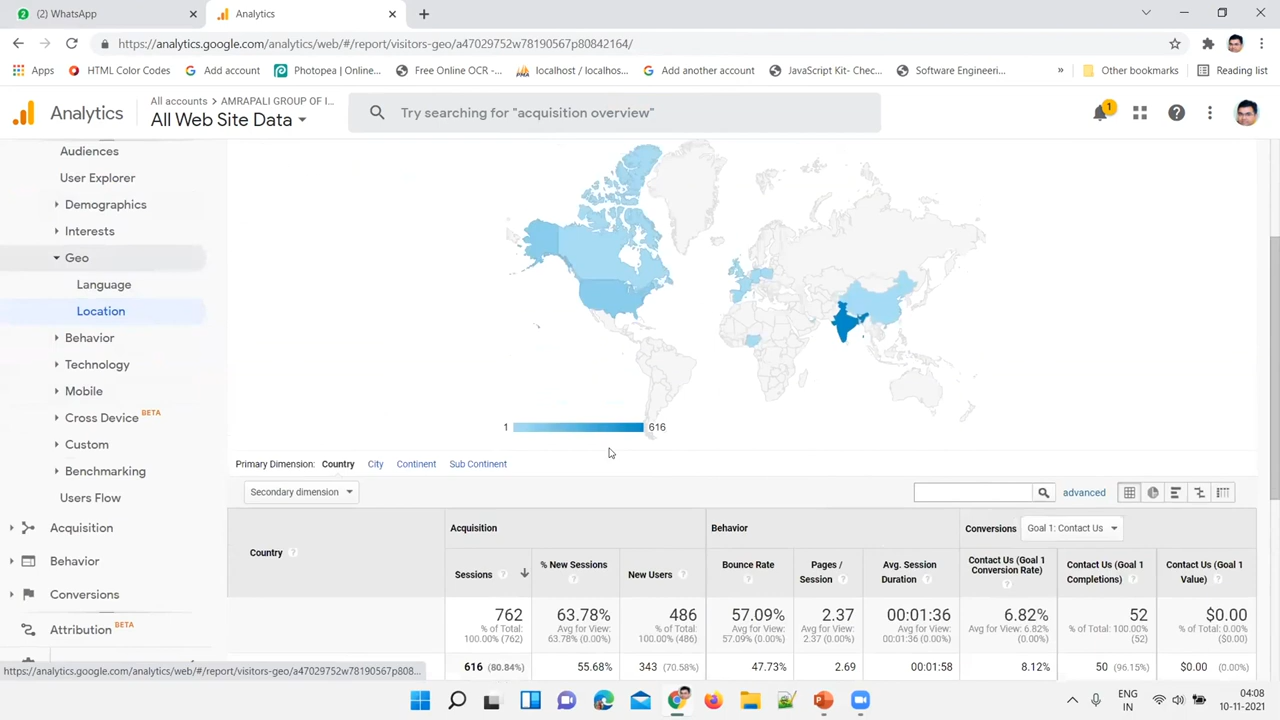 (2) WhatsApp
Analytics
https://analytics.google.com/analytics/web/#/report/visitors-geo/a47029752w78190567p80842164/
Apps
HTML Color Codes
Add account
Photopea | Online...
Free Online OCR -...
localhost / localhos...
Add another account
JavaScript Kit- Chec...
Software Engineeri...
»
Other bookmarks
Reading list
Analytics
All accounts > AMRAPALI GROUP OF I...
All Web Site Data
Try searching for "acquisition overview"
1
Audiences
User Explorer
Demographics
Interests
Geo
Language
Location
Behavior
Technology
Mobile
Cross Device BETA
Custom
Benchmarking
Users Flow
Acquisition
Behavior
Conversions
Attribution BETA
1 616
Primary Dimension: Country City Continent Sub Continent
Secondary dimension
advanced
Country ?
Acquisition
Behavior
Conversions Goal 1: Contact Us
Sessions ?
% New Sessions ?
New Users ?
Bounce Rate ?
Pages / Session ?
Avg. Session Duration ?
Contact Us (Goal 1 Conversion Rate) ?
Contact Us (Goal 1 Completions) ?
Contact Us (Goal 1 Value) ?
762 63.78% 486 57.09% 2.37 00:01:36 6.82% 52 $0.00
% of Total: 100.00% (762)
Avg for View: 63.78% (0.00%)
% of Total: 100.00% (486)
Avg for View: 57.09% (0.00%)
Avg for View: 2.37 (0.00%)
Avg for View: 00:01:36 (0.00%)
Avg for View: 6.82% (0.00%)
% of Total: 100.00% (52)
% of Total: 0.00% ($0.00)
616 (80.84%) 55.68% 343 (70.58%) 47.73% 2.69 00:01:58 8.12% 50 (96.15%) $0.00 (0.00%)
https://analytics.google.com/analytics/web/#/report/visitors-geo/a47029752w78190567p808...
ENG
IN
04:08
10-11-2021